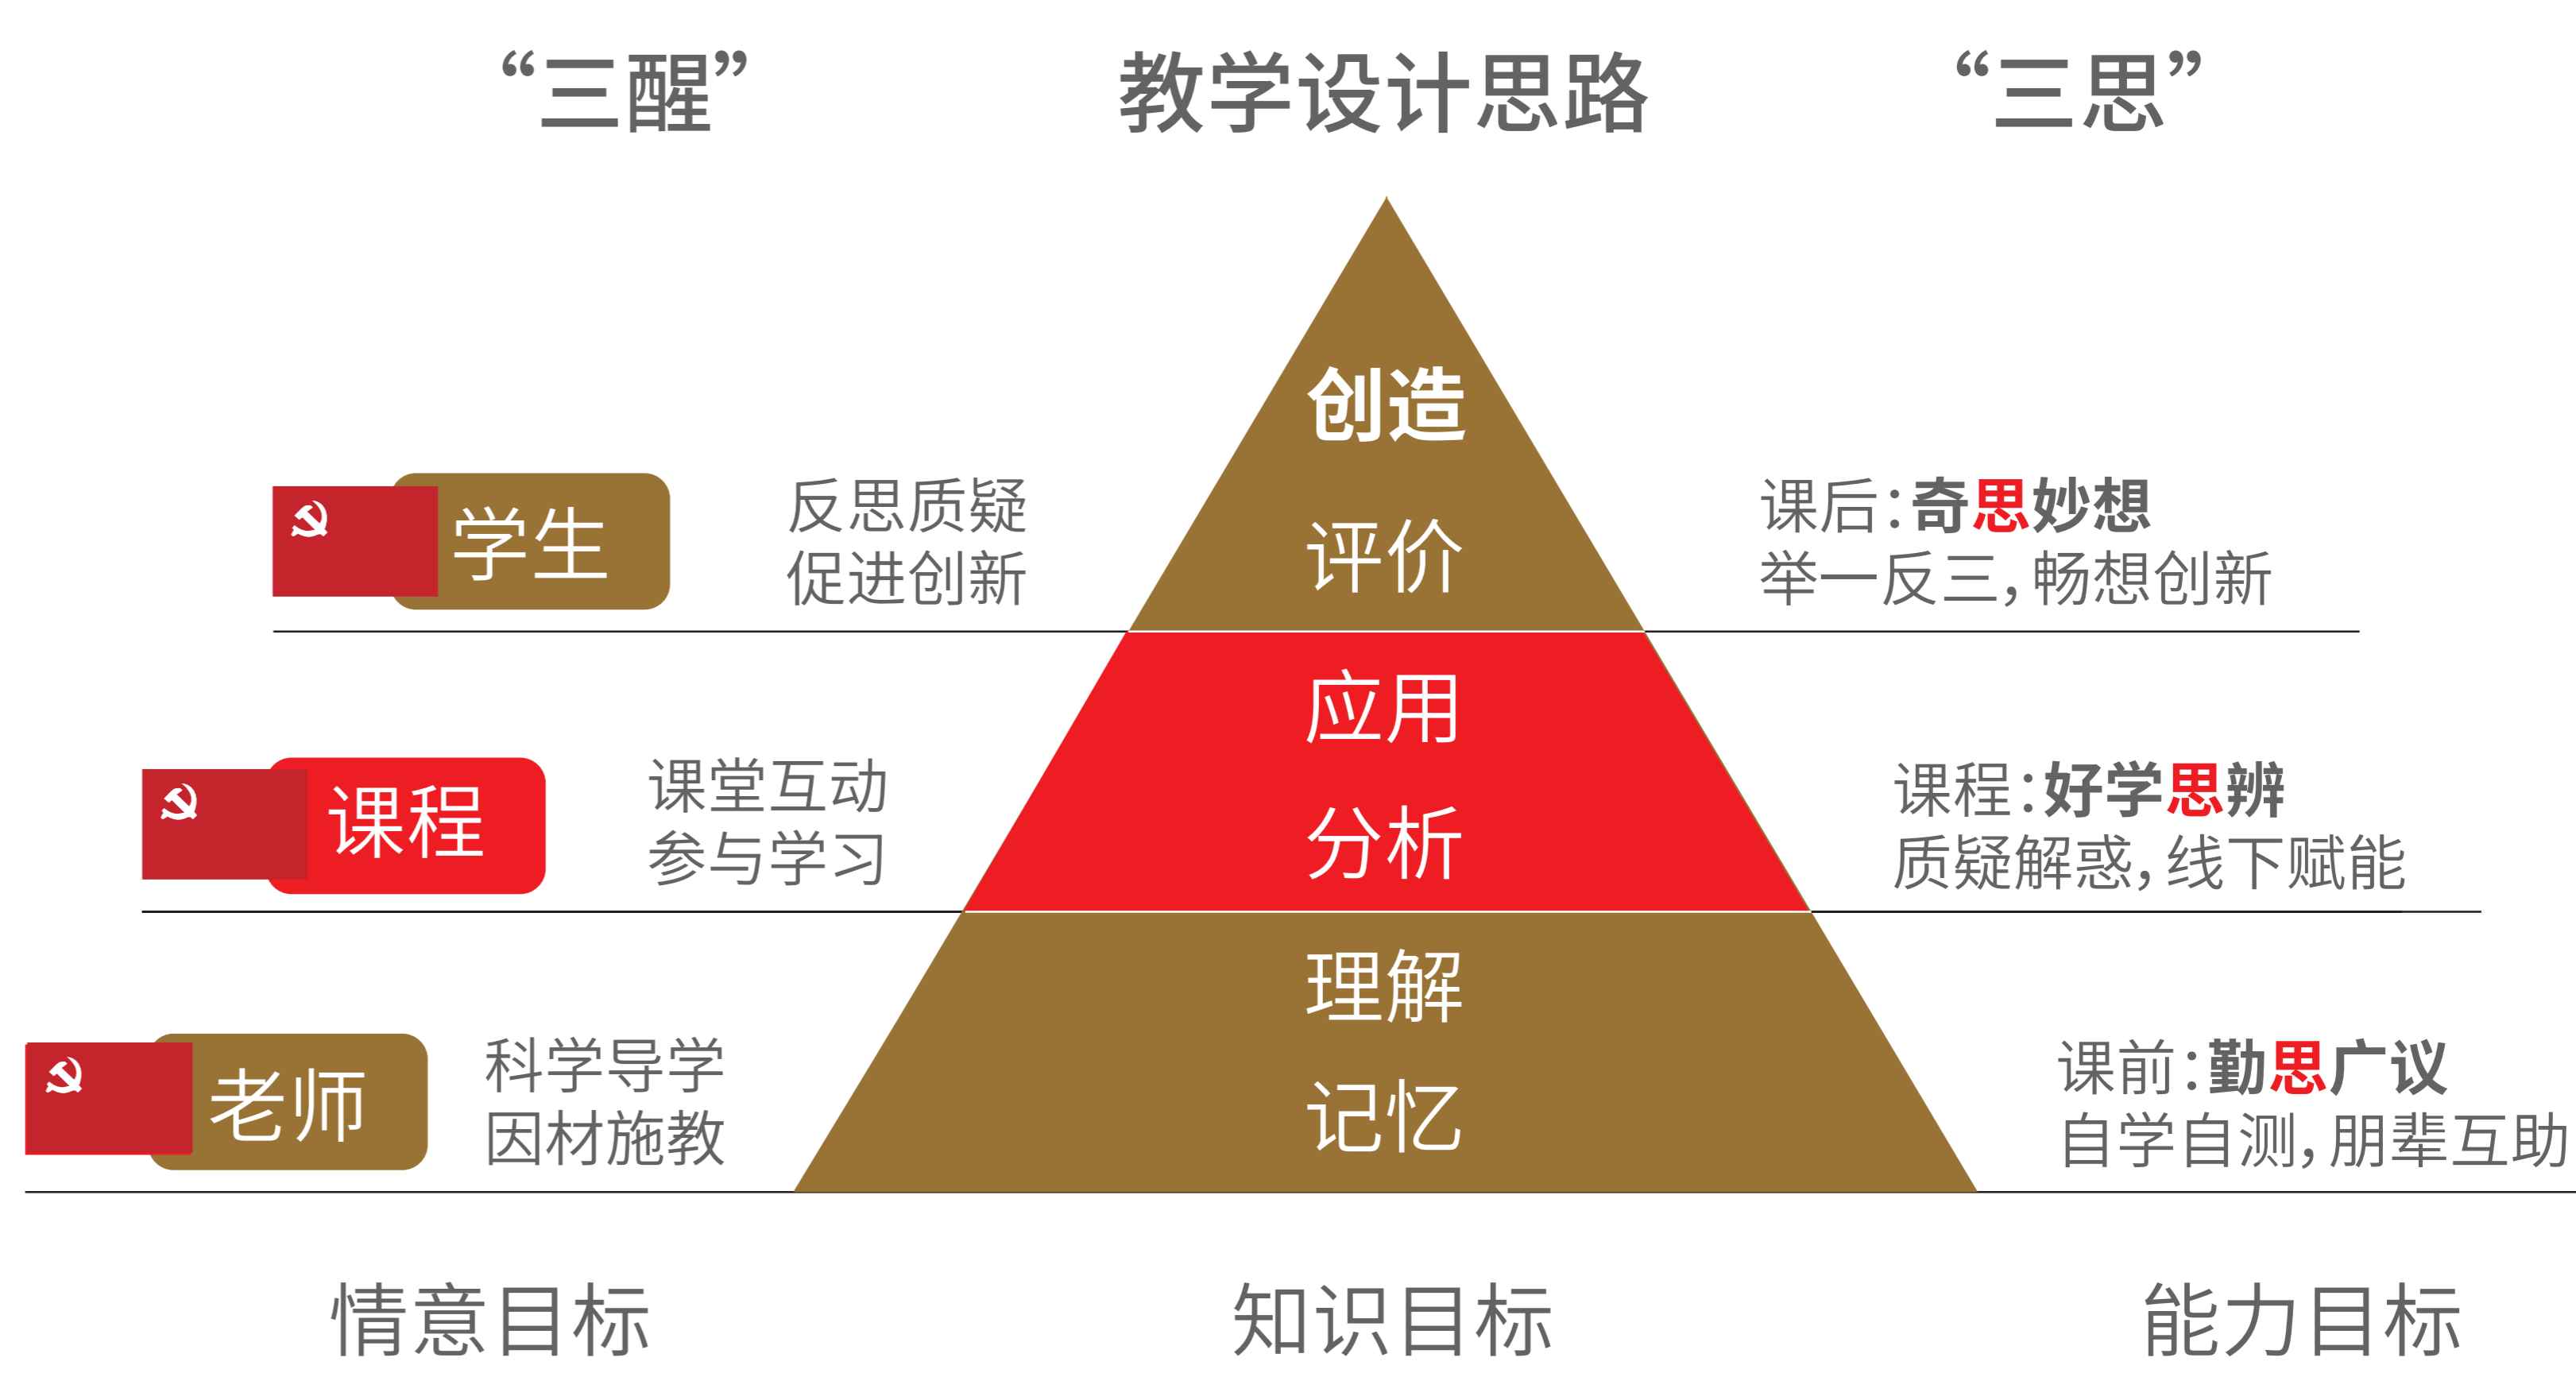 “三醒”
教学设计思路
“三思”
创造
学生
反思质疑
促进创新
评价
课后：奇思妙想
举一反三，畅想创新
应用
课程
课堂互动
参与学习
分析
课程：好学思辨
质疑解惑，线下赋能
理解
老师
科学导学
因材施教
记忆
课前：勤思广议
自学自测，朋辈互助
情意目标
知识目标
能力目标